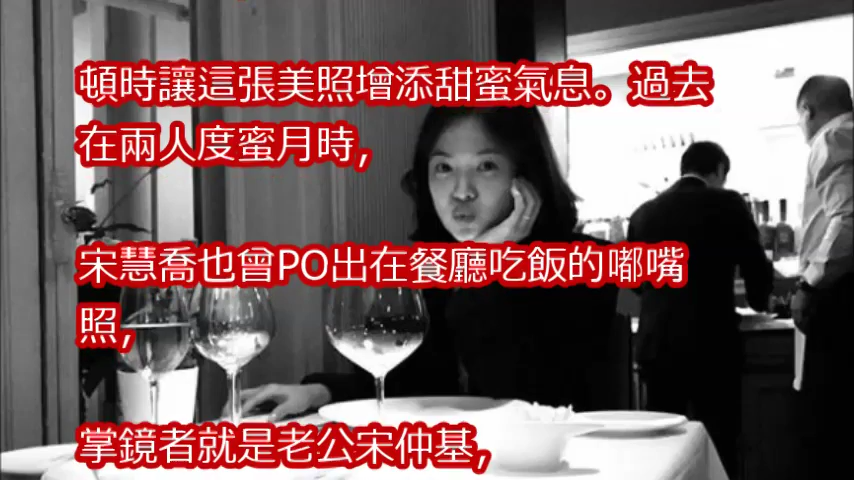 頓時讓這張美照增添甜蜜氣息。過去
在兩人度蜜月時,
宋慧喬也曾PO出在餐廳吃飯的嘟嘴
照,
掌鏡者就是老公宋仲基,